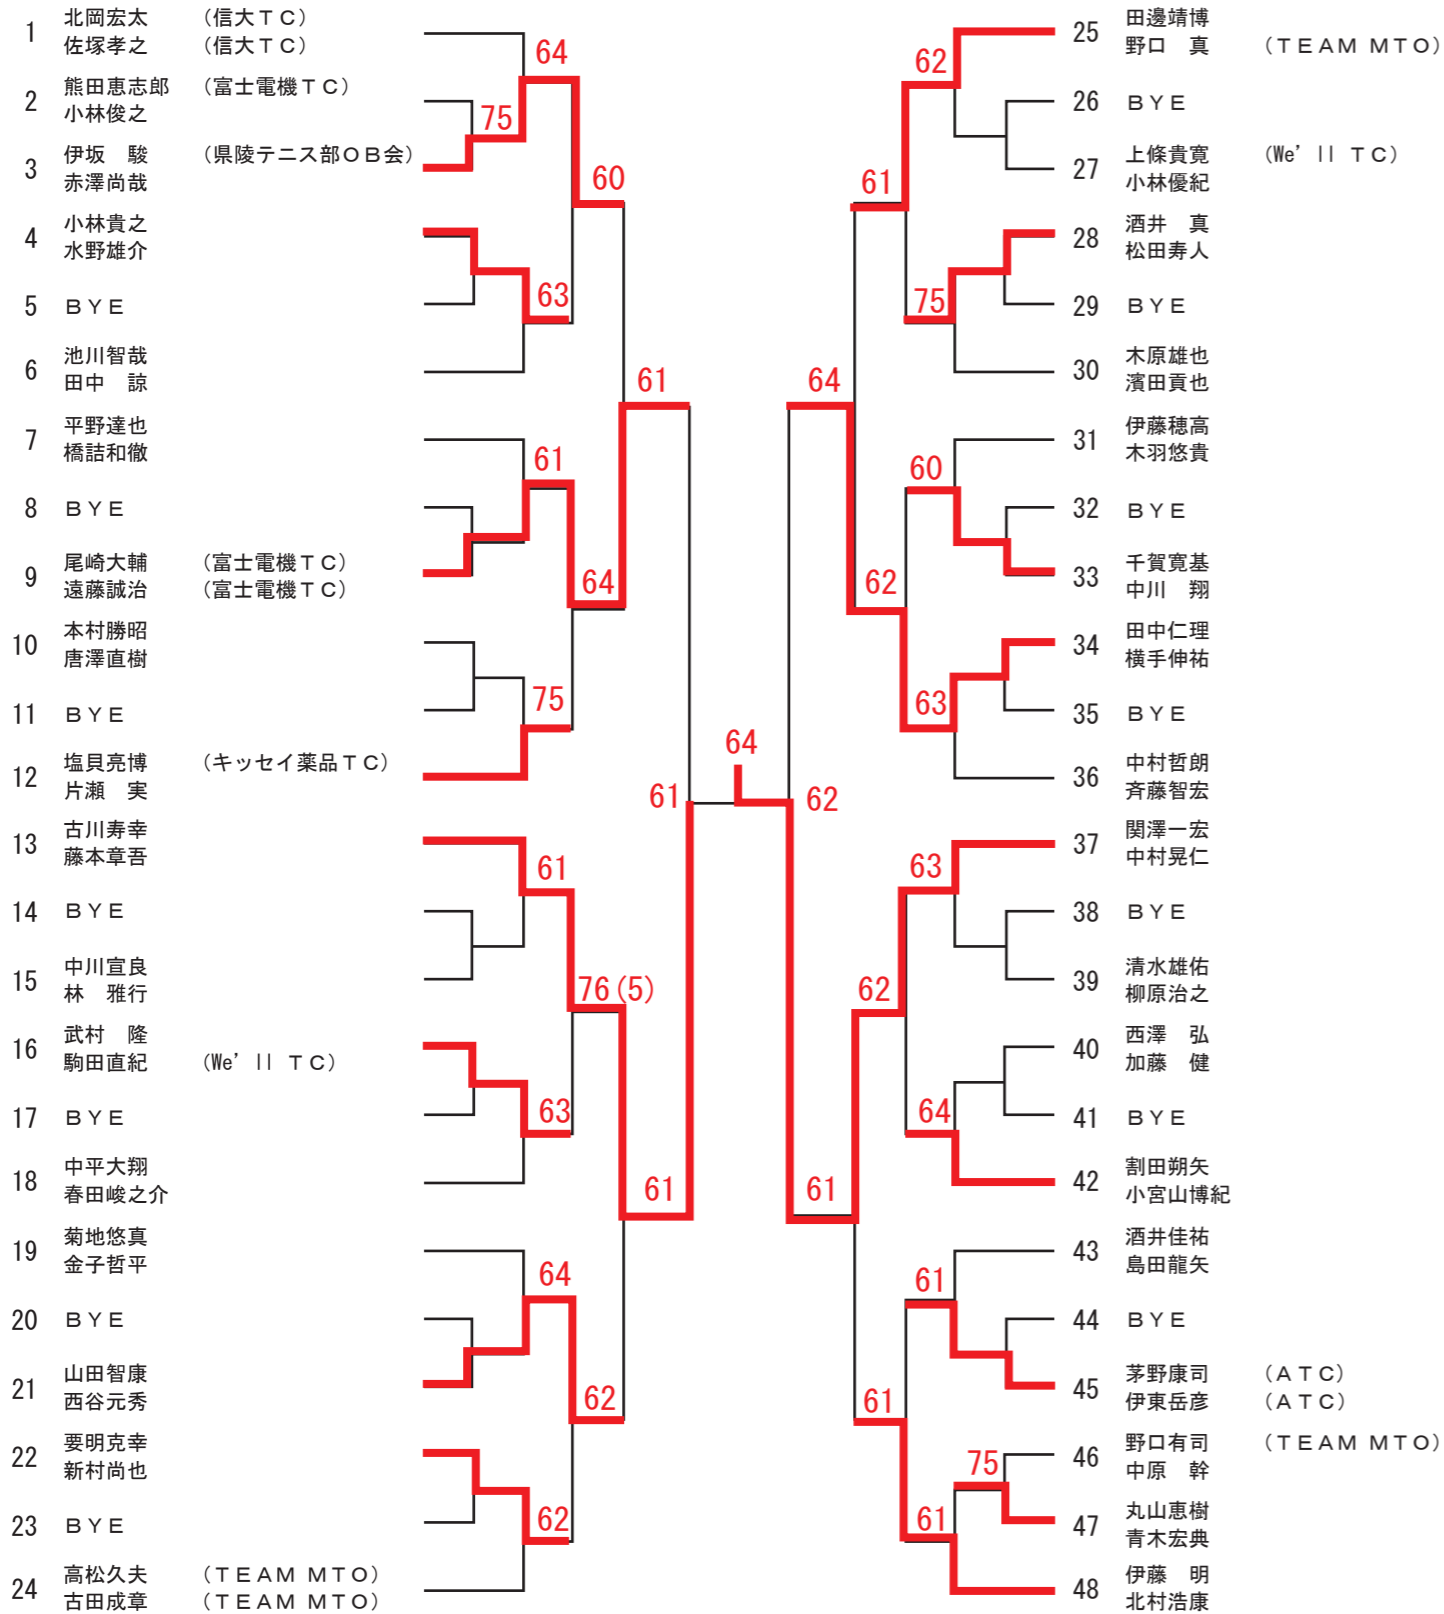 1 北岡宏太 (信大ＴＣ)
佐塚孝之 (信大ＴＣ)
2 熊田恵志郎 (富士電機ＴＣ)
小林俊之
3 伊坂　駿 (県陵テニス部ＯＢ会)
赤澤尚哉
4 小林貴之
水野雄介
5 ＢＹＥ
6 池川智哉
田中　諒
7 平野達也
橋詰和徹
8 ＢＹＥ
9 尾崎大輔 (富士電機ＴＣ)
遠藤誠治 (富士電機ＴＣ)
10 本村勝昭
唐澤直樹
11 ＢＹＥ
12 塩貝亮博 (キッセイ薬品ＴＣ)
片瀬　実
13 古川寿幸
藤本章吾
14 ＢＹＥ
15 中川宣良
林　雅行
16 武村　隆
駒田直紀 (We’ll ＴＣ)
17 ＢＹＥ
18 中平大翔
春田峻之介
19 菊地悠真
金子哲平
20 ＢＹＥ
21 山田智康
西谷元秀
22 要明克幸
新村尚也
23 ＢＹＥ
24 高松久夫 (ＴＥＡＭ ＭＴＯ)
古田成章 (ＴＥＡＭ ＭＴＯ)
64
75
63
61
75
61
63
64
62
60
64
76(5)
62
61
61
61
64
62
64
61
61
62
62
61
62
75
60
63
63
64
61
61
75
25 田邊靖博
野口　真 (ＴＥＡＭ ＭＴＯ)
26 ＢＹＥ
27 上條貴寛 (We’ll ＴＣ)
小林優紀
28 酒井　真
松田寿人
29 ＢＹＥ
30 木原雄也
濱田貢也
31 伊藤穂高
木羽悠貴
32 ＢＹＥ
33 千賀寛基
中川　翔
34 田中仁理
横手伸祐
35 ＢＹＥ
36 中村哲朗
斉藤智宏
37 関澤一宏
中村晃仁
38 ＢＹＥ
39 清水雄佑
柳原治之
40 西澤　弘
加藤　健
41 ＢＹＥ
42 割田朔矢
小宮山博紀
43 酒井佳祐
島田龍矢
44 ＢＹＥ
45 茅野康司 (ＡＴＣ)
伊東岳彦 (ＡＴＣ)
46 野口有司 (ＴＥＡＭ ＭＴＯ)
中原　幹
47 丸山恵樹
青木宏典
48 伊藤　明
北村浩康